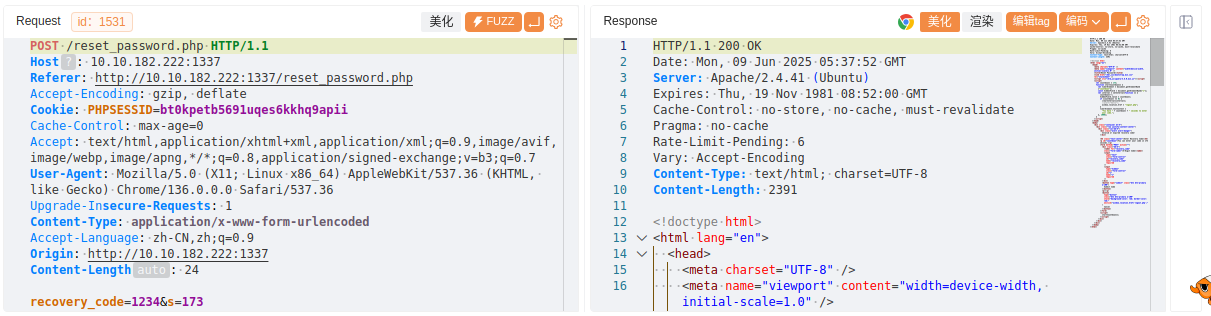 Request id: 1531 美化 FUZZ
POST /reset_password.php HTTP/1.1
Host ? : 10.10.182.222:1337
Referer: http://10.10.182.222:1337/reset_password.php
Accept-Encoding: gzip, deflate
Cookie: PHPSESSID=bt0kpetb5691uqes6kkhq9apii
Cache-Control: max-age=0
Accept: text/html,application/xhtml+xml,application/xml;q=0.9,image/avif,
image/webp,image/apng,*/*;q=0.8,application/signed-exchange;v=b3;q=0.7
User-Agent: Mozilla/5.0 (X11; Linux x86_64) AppleWebKit/537.36 (KHTML,
like Gecko) Chrome/136.0.0.0 Safari/537.36
Upgrade-Insecure-Requests: 1
Content-Type: application/x-www-form-urlencoded
Accept-Language: zh-CN,zh;q=0.9
Origin: http://10.10.182.222:1337
Content-Length auto : 24
recovery_code=1234&s=173
Response 美化 渲染 编辑tag 编码
1 HTTP/1.1 200 OK
2 Date: Mon, 09 Jun 2025 05:37:52 GMT
3 Server: Apache/2.4.41 (Ubuntu)
4 Expires: Thu, 19 Nov 1981 08:52:00 GMT
5 Cache-Control: no-store, no-cache, must-revalidate
6 Pragma: no-cache
7 Rate-Limit-Pending: 6
8 Vary: Accept-Encoding
9 Content-Type: text/html; charset=UTF-8
10 Content-Length: 2391
11
12 <!doctype html>
13 <html lang="en">
14 <head>
15 <meta charset="UTF-8" />
16 <meta name="viewport" content="width=device-width,
initial-scale=1.0" />